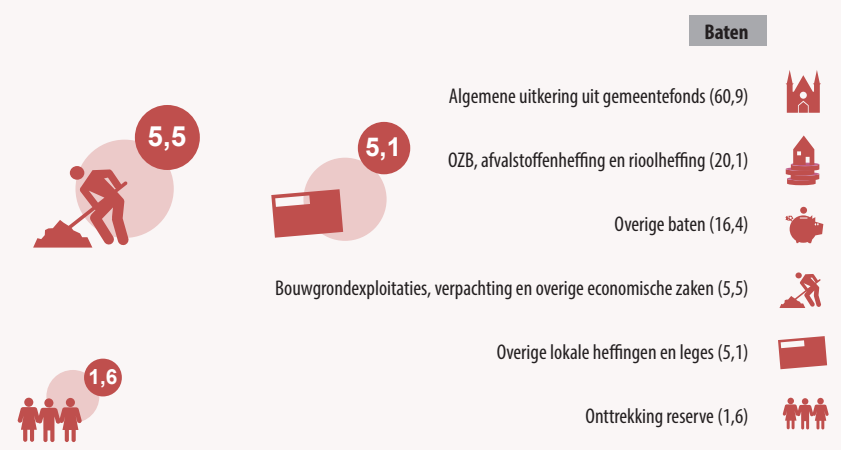 Baten
Algemene uitkering uit gemeentefonds (60,9)
5,5
5,1
OZB, afvalstoffenheffing en rioolheffing (20,1)
Overige baten (16,4)
Bouwgrondexploitaties, verpachting en overige economische zaken (5,5)
Overige lokale heffingen en leges (5,1)
1,6
Onttrekking reserve (1,6)